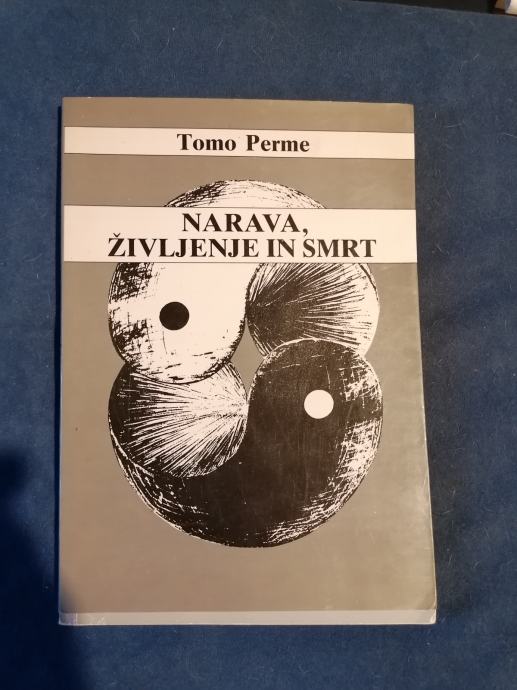 Tomo Perme
NARAVA,
ŽIVLJENJE IN SMRT